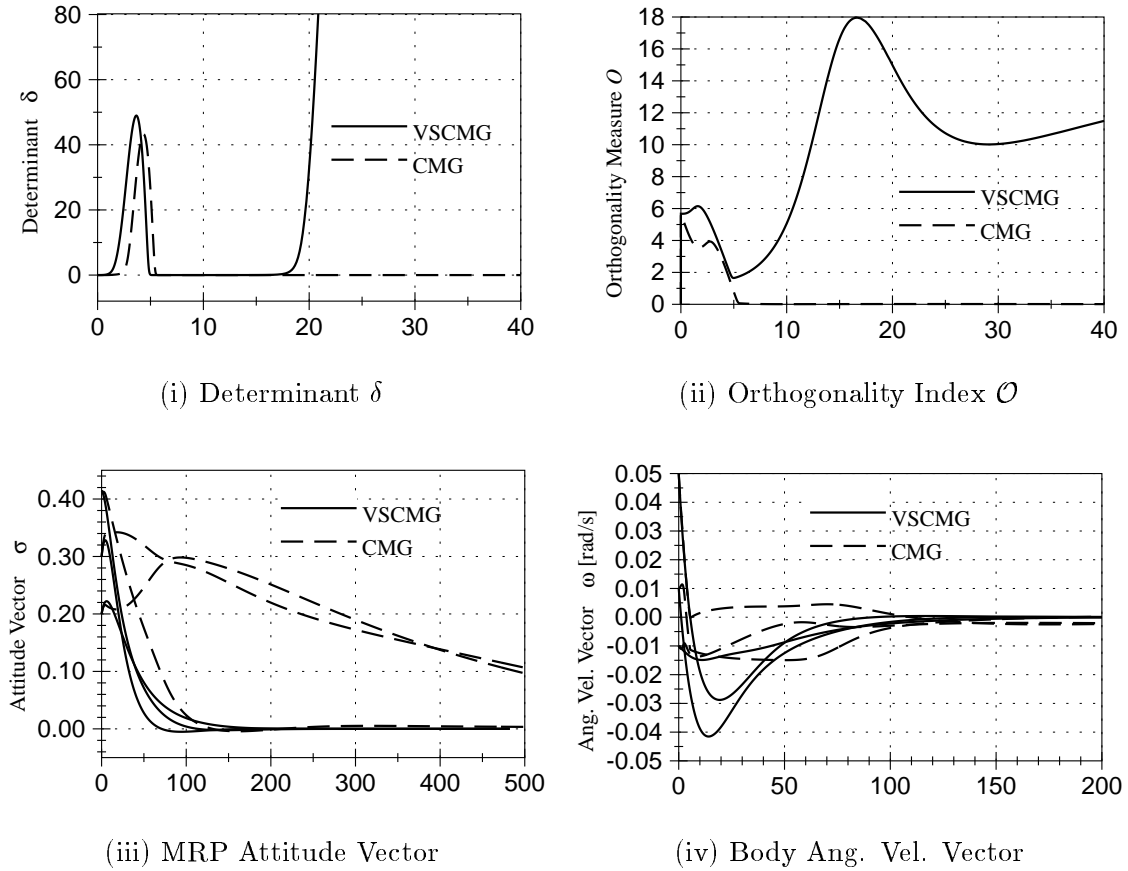 80
60
40
20
0
Determinant δ
VSCMG
CMG
0 10 20 30 40
(i) Determinant δ
18
16
14
12
10
8
6
4
2
0
Orthogonality Measure O
VSCMG
CMG
0 10 20 30 40
(ii) Orthogonality Index 𝒪
0.40
0.30
0.20
0.10
0.00
Attitude Vector σ
VSCMG
CMG
0 100 200 300 400 500
(iii) MRP Attitude Vector
0.05
0.04
0.03
0.02
0.01
0.00
-0.01
-0.02
-0.03
-0.04
-0.05
Ang. Vel. Vector ω [rad/s]
VSCMG
CMG
0 50 100 150 200
(iv) Body Ang. Vel. Vector